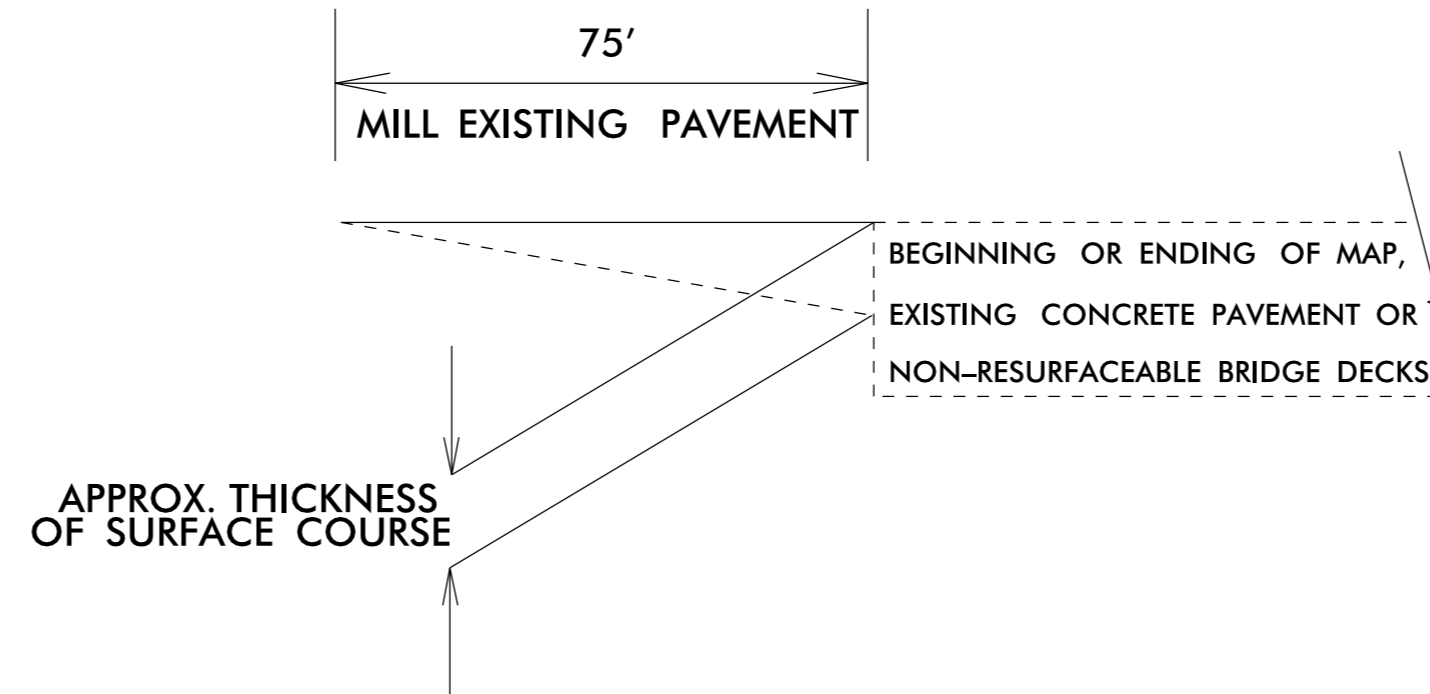 75'
MILL EXISTING PAVEMENT
BEGINNING OR ENDING OF MAP,
EXISTING CONCRETE PAVEMENT OR
NON–RESURFACEABLE BRIDGE DECKS
APPROX. THICKNESS
OF SURFACE COURSE